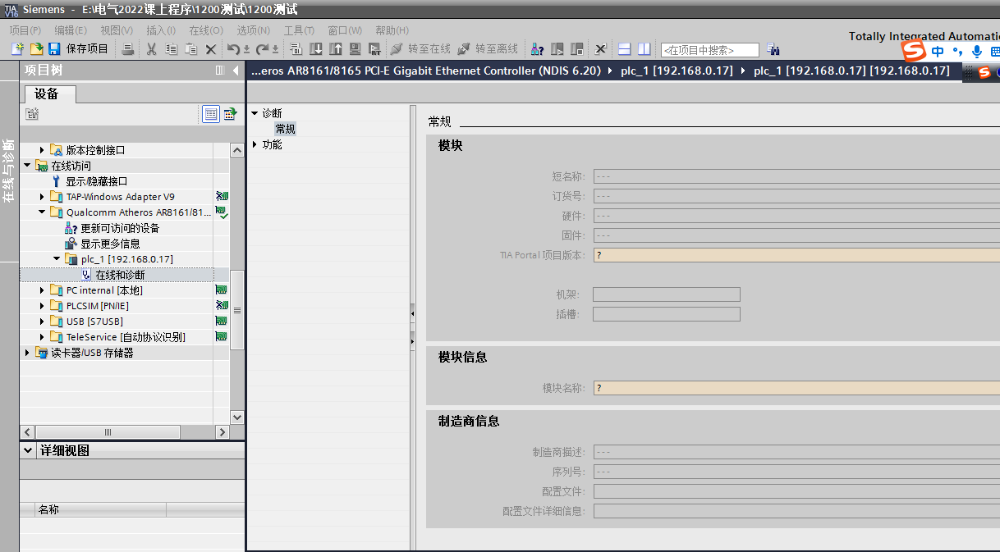 TIA V16 Siemens - E:\电气2022课上程序\1200测试\1200测试
项目(P) 编辑(E) 视图(V) 插入(I) 在线(O) 选项(N) 工具(T) 窗口(W) 帮助(H)
Totally Integrated Automati
保存项目 转至在线 转至离线 <在项目中搜索>
中
项目树
...eros AR8161/8165 PCI-E Gigabit Ethernet Controller (NDIS 6.20) plc_1 [192.168.0.17] plc_1 [192.168.0.17] [192.168.0.17]
设备
在线与诊断
版本控制接口
在线访问
显示/隐藏接口
TAP-Windows Adapter V9
Qualcomm Atheros AR8161/81...
更新可访问的设备
显示更多信息
plc_1 [192.168.0.17]
在线和诊断
PC internal [本地]
PLCSIM [PN/IE]
USB [S7USB]
TeleService [自动协议识别]
读卡器/USB 存储器
详细视图
名称
诊断
常规
功能
常规
模块
短名称: ---
订货号: ---
硬件: ---
固件: ---
TIA Portal 项目版本: ?
机架:
插槽:
模块信息
模块名称: ?
制造商信息
制造商描述: ---
序列号: ---
配置文件:
配置文件详细信息: